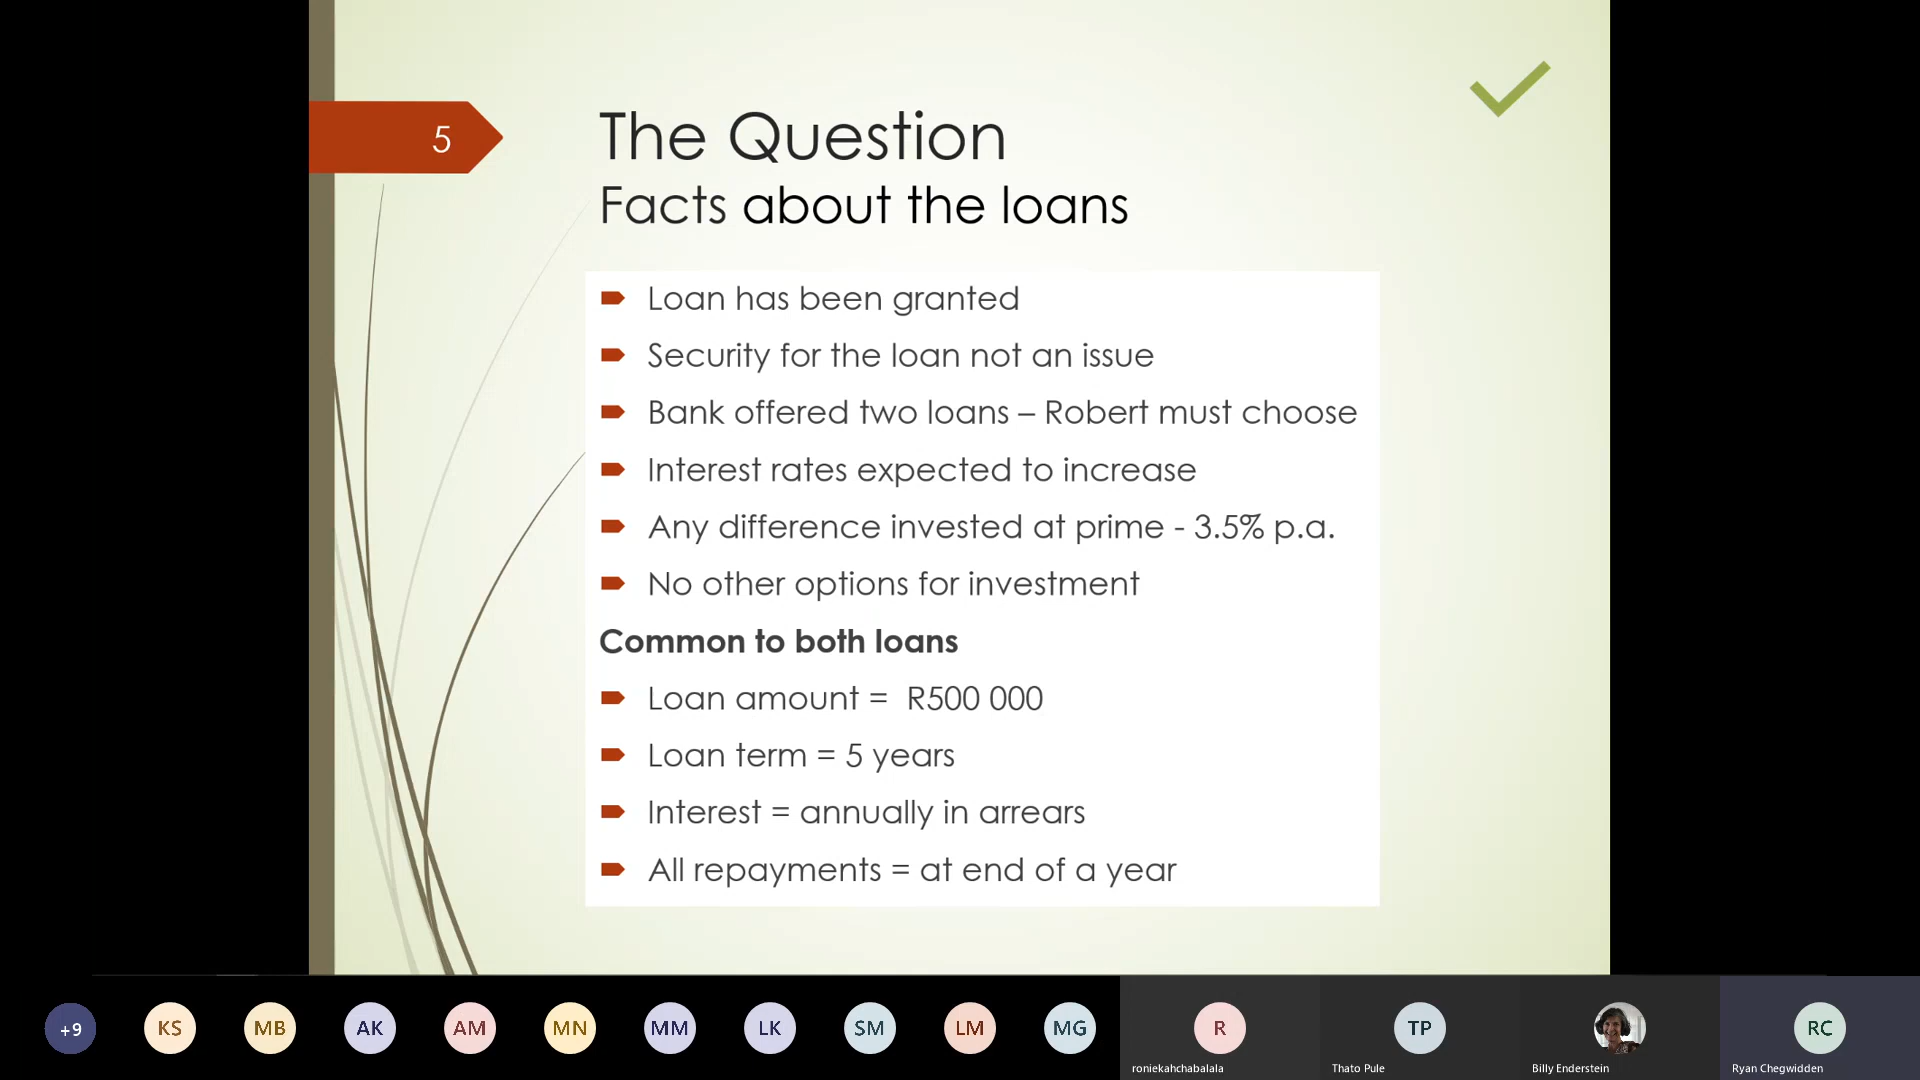 5
The Question
Facts about the loans
Loan has been granted
Security for the loan not an issue
Bank offered two loans – Robert must choose
Interest rates expected to increase
Any difference invested at prime - 3.5% p.a.
No other options for investment
Common to both loans
Loan amount = R500 000
Loan term = 5 years
Interest = annually in arrears
All repayments = at end of a year
+9 KS MB AK AM MN MM LK SM LM MG R TP RC
roniekahchabalala Thato Pule Billy Enderstein Ryan Chegwidden